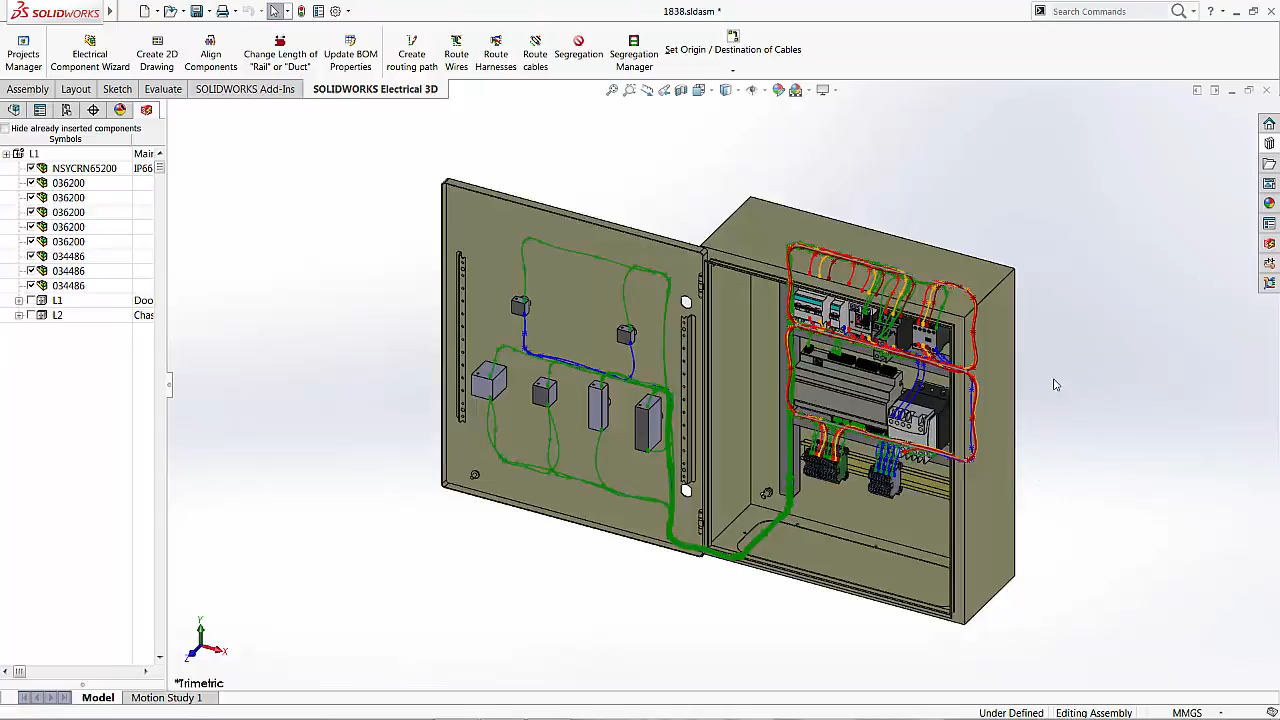 SOLIDWORKS
1838.sldasm *
Search Commands
Projects
Manager
Electrical
Component Wizard
Create 2D
Drawing
Align
Components
Change Length of
"Rail" or "Duct"
Update BOM
Properties
Create
routing path
Route
Wires
Route
Harnesses
Route
cables
Segregation
Segregation
Manager
Set Origin / Destination of Cables
Assembly
Layout
Sketch
Evaluate
SOLIDWORKS Add-Ins
SOLIDWORKS Electrical 3D
Hide already inserted components
Symbols
L1 Mair
NSYCRN65200 IP66
036200
036200
036200
036200
036200
034486
034486
034486
L1 Doo
L2 Chas
Y
X
Z
*Trimetric
Model
Motion Study 1
Under Defined
Editing Assembly
MMGS